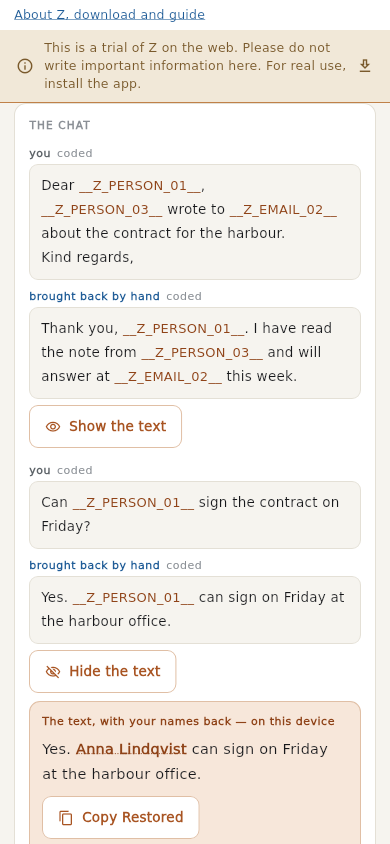 About Z, download and guide
This is a trial of Z on the web. Please do not
write important information here. For real use,
install the app.
THE CHAT
you coded
Dear __Z_PERSON_01__,
__Z_PERSON_03__ wrote to __Z_EMAIL_02__
about the contract for the harbour.
Kind regards,
brought back by hand coded
Thank you, __Z_PERSON_01__. I have read
the note from __Z_PERSON_03__ and will
answer at __Z_EMAIL_02__ this week.
Show the text
you coded
Can __Z_PERSON_01__ sign the contract on
Friday?
brought back by hand coded
Yes. __Z_PERSON_01__ can sign on Friday at
the harbour office.
Hide the text
The text, with your names back — on this device
Yes. Anna Lindqvist can sign on Friday
at the harbour office.
Copy Restored